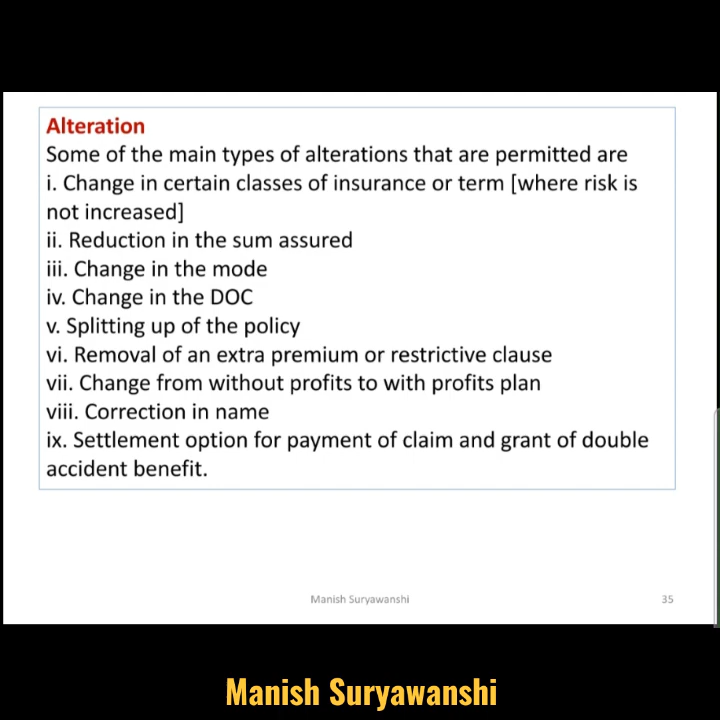 Alteration
Some of the main types of alterations that are permitted are
i. Change in certain classes of insurance or term [where risk is
not increased]
ii. Reduction in the sum assured
iii. Change in the mode
iv. Change in the DOC
v. Splitting up of the policy
vi. Removal of an extra premium or restrictive clause
vii. Change from without profits to with profits plan
viii. Correction in name
ix. Settlement option for payment of claim and grant of double
accident benefit.
Manish Suryawanshi 35
Manish Suryawanshi